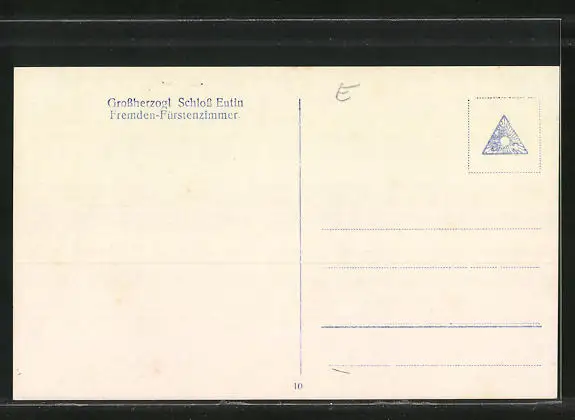 Großherzogl. Schloß Eutin
Fremden-Fürstenzimmer.
E
10